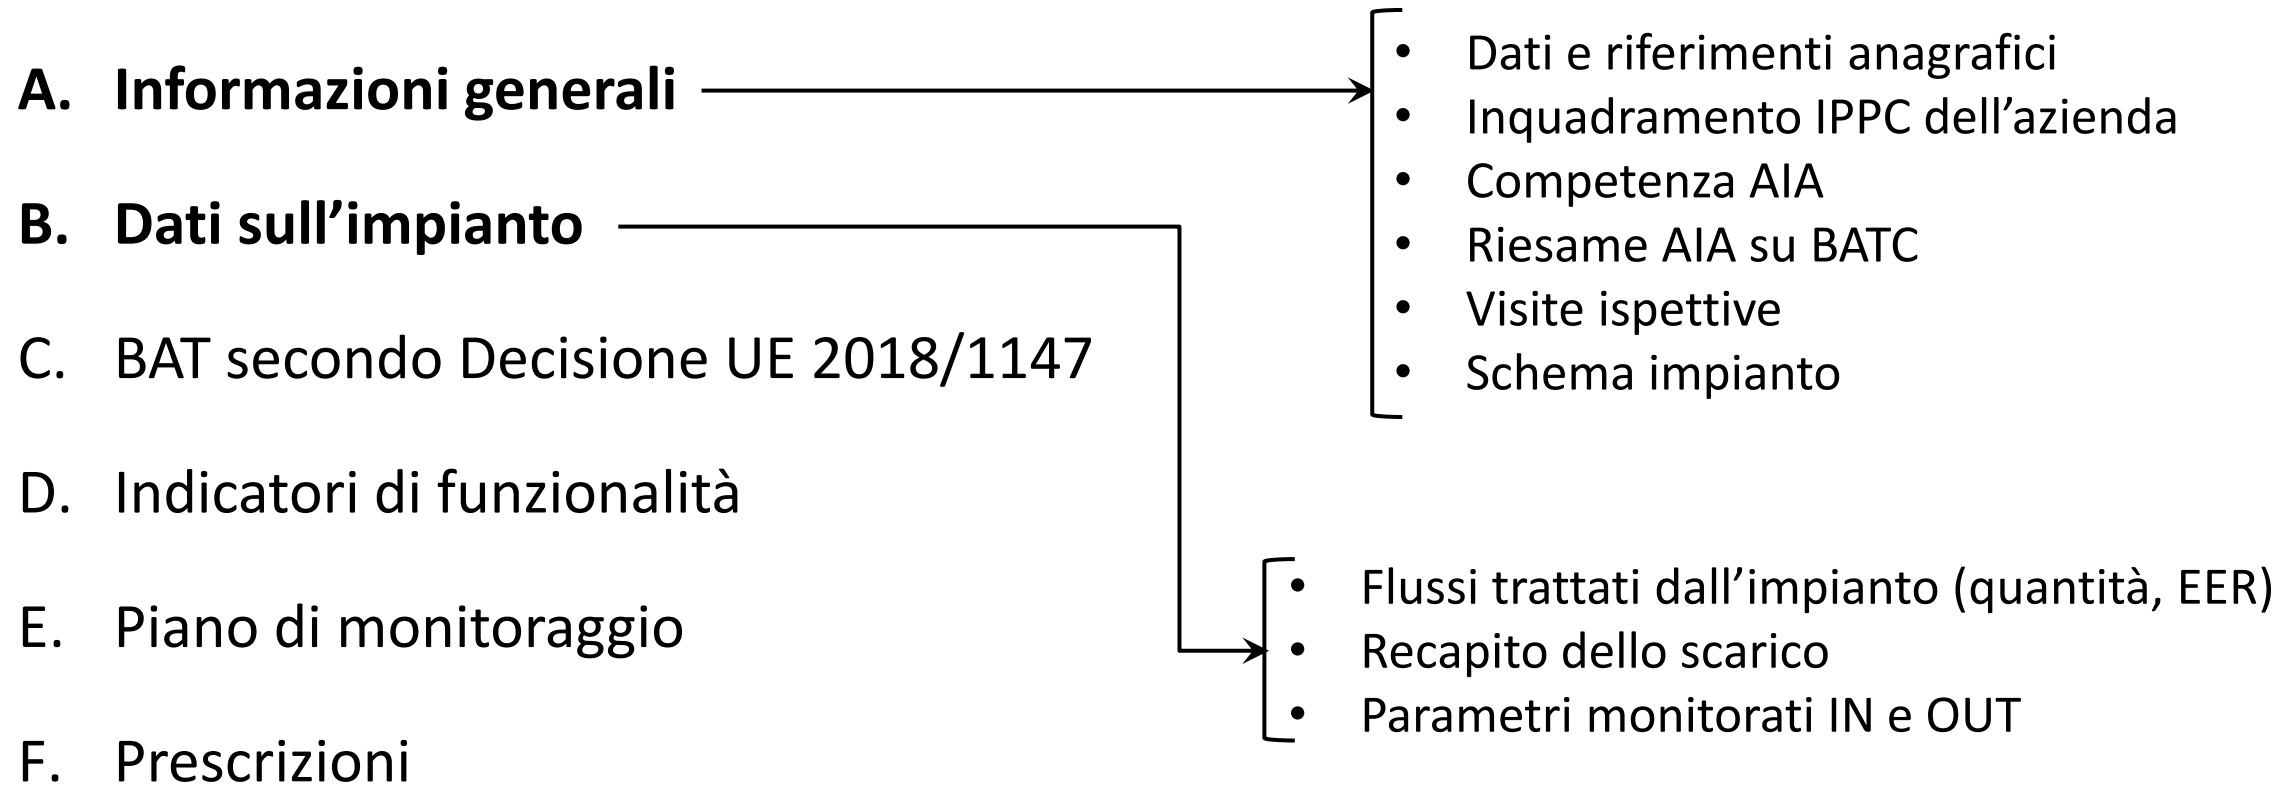 A. Informazioni generali
B. Dati sull’impianto
C. BAT secondo Decisione UE 2018/1147
D. Indicatori di funzionalità
E. Piano di monitoraggio
F. Prescrizioni
• Dati e riferimenti anagrafici
• Inquadramento IPPC dell’azienda
• Competenza AIA
• Riesame AIA su BATC
• Visite ispettive
• Schema impianto
• Flussi trattati dall’impianto (quantità, EER)
• Recapito dello scarico
• Parametri monitorati IN e OUT